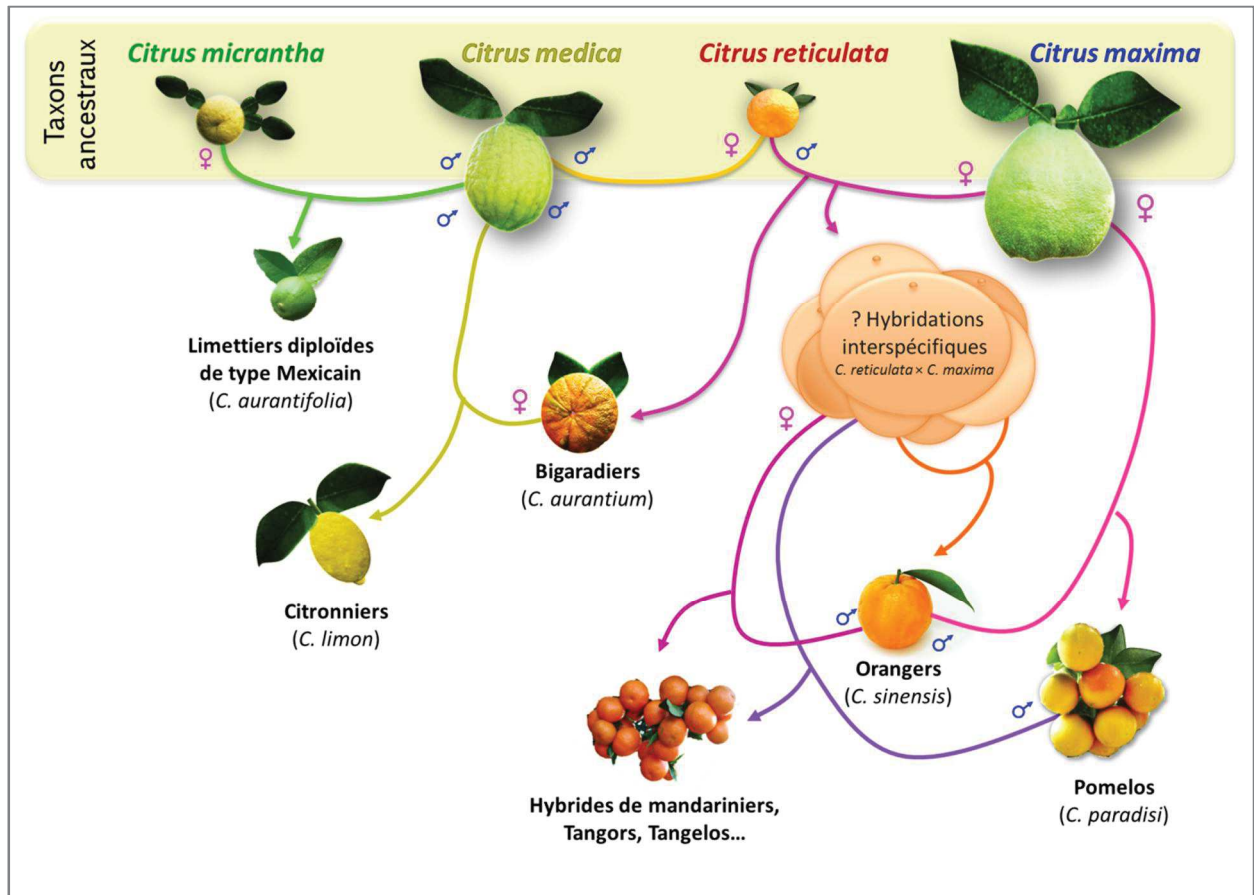 Taxons
ancestraux
Citrus micrantha
Citrus medica
Citrus reticulata
Citrus maxima
♀
♂
♂
♂
♂
♀
♂
♀
♀
Limettiers diploïdes
de type Mexicain
(C. aurantifolia)
? Hybridations
interspécifiques
C. reticulata × C. maxima
♀
♀
Bigaradiers
(C. aurantium)
Citronniers
(C. limon)
♂
♂
Orangers
(C. sinensis)
♂
Hybrides de mandariniers,
Tangors, Tangelos...
Pomelos
(C. paradisi)